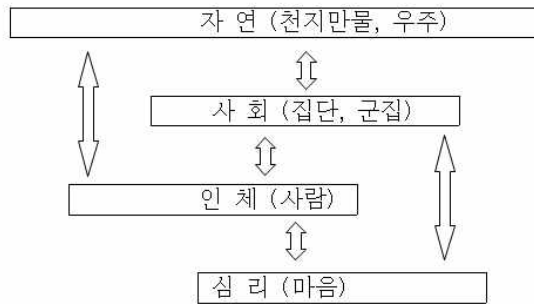 자 연 (천지만물, 우주)
사 회 (집단, 군집)
인 체 (사람)
심 리 (마음)